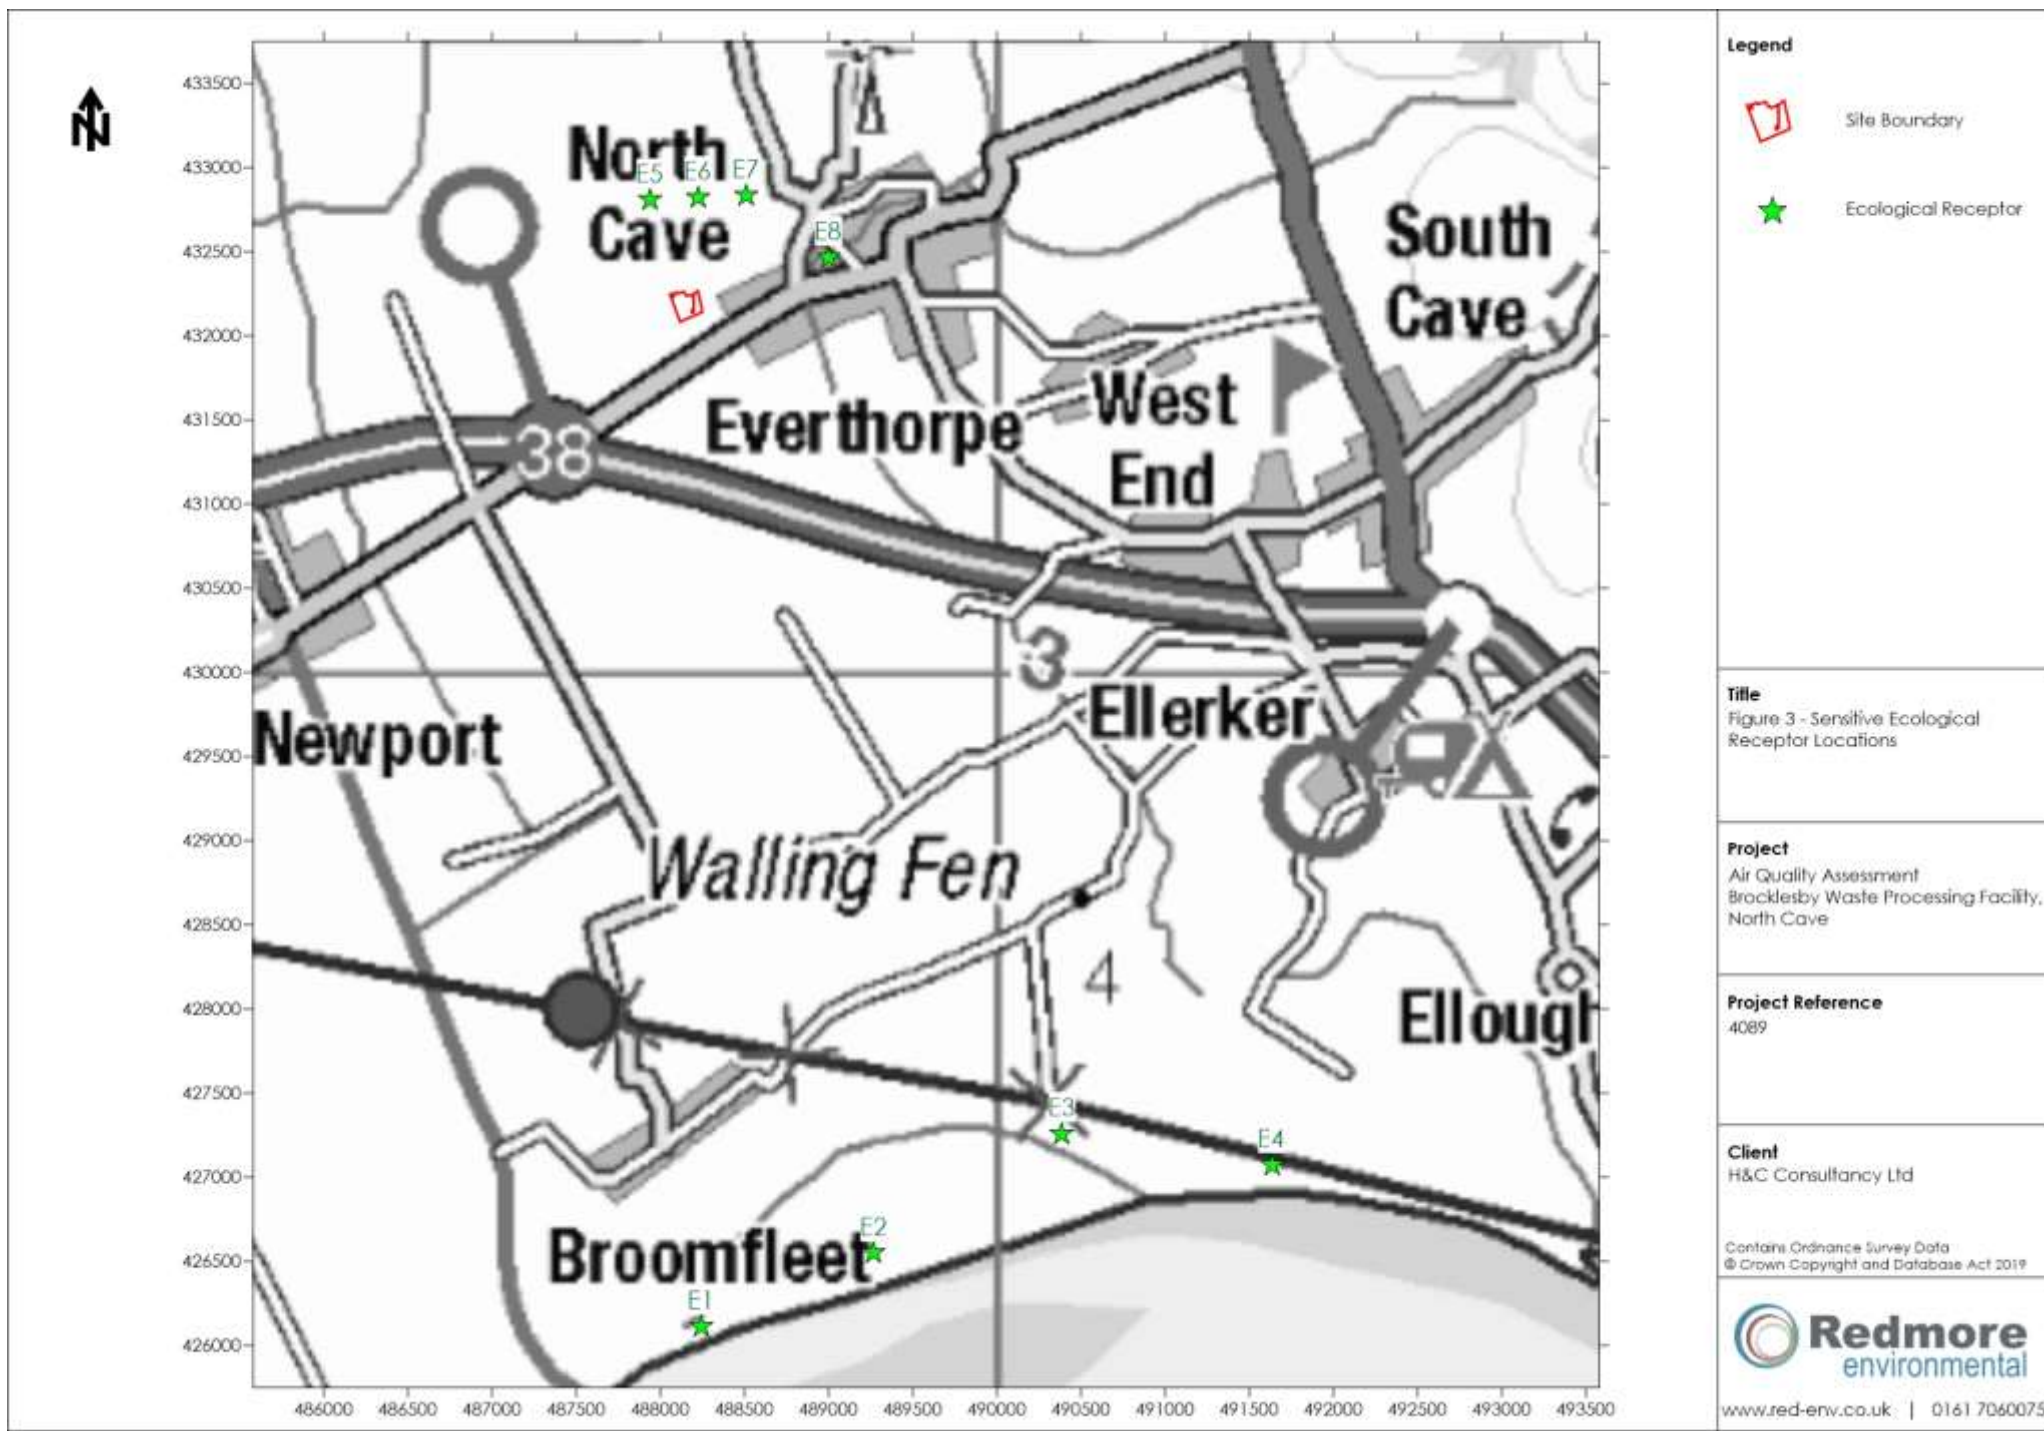 N
433500
433000
432500
432000
431500
431000
430500
430000
429500
429000
428500
428000
427500
427000
426500
426000
486000 486500 487000 487500 488000 488500 489000 489500 490000 490500 491000 491500 492000 492500 493000 493500
North
Cave
E5 E6 E7
E8
South
Cave
Everthorpe
West
End
38
3
Newport
Ellerker
Walling Fen
4
Ellough
E3
E4
Broomfleet
E2
E1
Legend
Site Boundary
Ecological Receptor
Title
Figure 3 - Sensitive Ecological
Receptor Locations
Project
Air Quality Assessment
Brocklesby Waste Processing Facility,
North Cave
Project Reference
4089
Client
H&C Consultancy Ltd
Contains Ordnance Survey Data
© Crown Copyright and Database Act 2019
Redmore
environmental
www.red-env.co.uk | 0161 7060075